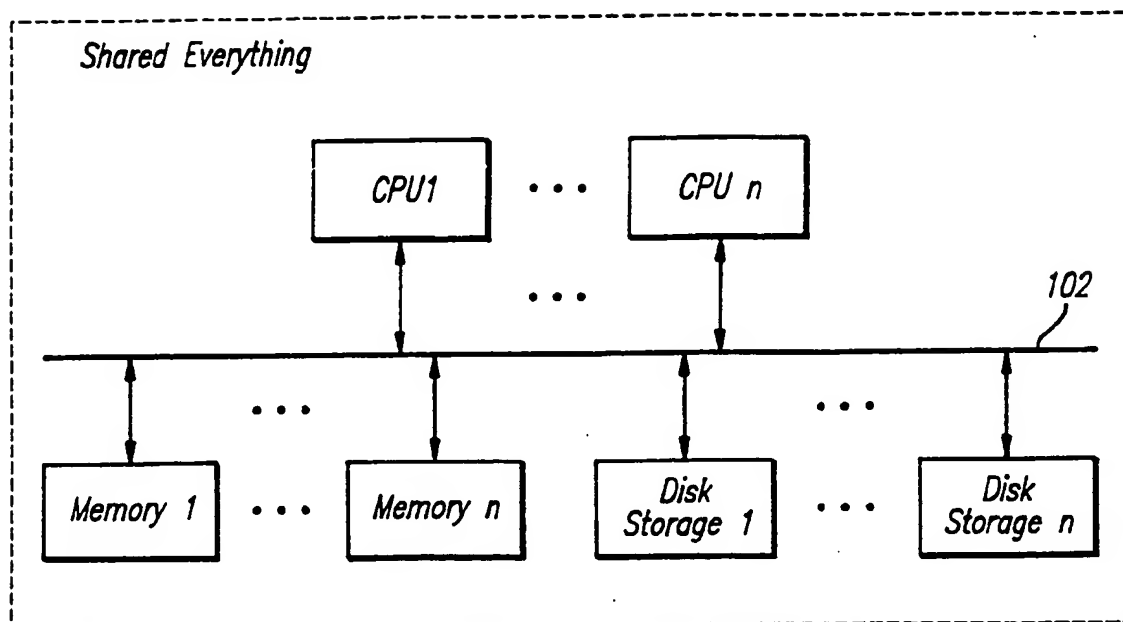 Shared Everything
CPU1
CPU n
102
Memory 1
Memory n
Disk
Storage 1
Disk
Storage n